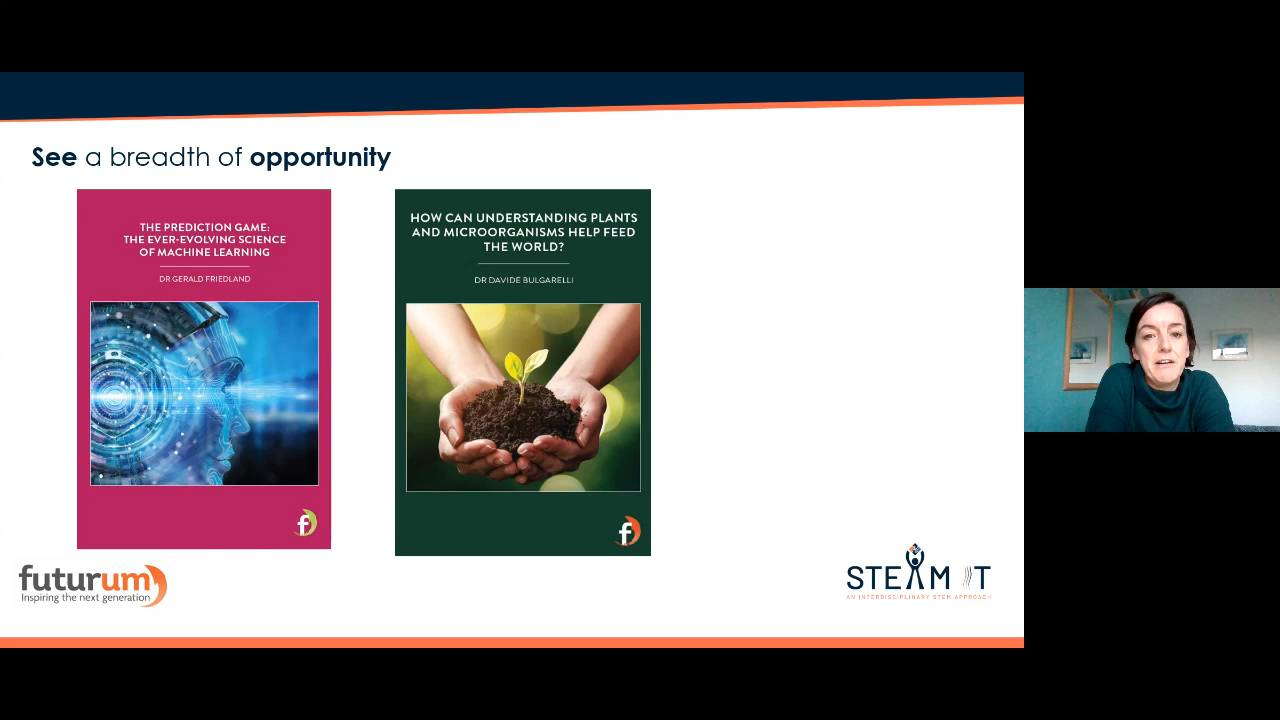 See a breadth of opportunity
THE PREDICTION GAME:
THE EVER-EVOLVING SCIENCE
OF MACHINE LEARNING
DR GERALD FRIEDLAND
f
HOW CAN UNDERSTANDING PLANTS
AND MICROORGANISMS HELP FEED
THE WORLD?
DR DAVIDE BULGARELLI
f
futurum
Inspiring the next generation
STEAM IT
AN INTERDISCIPLINARY STEM APPROACH